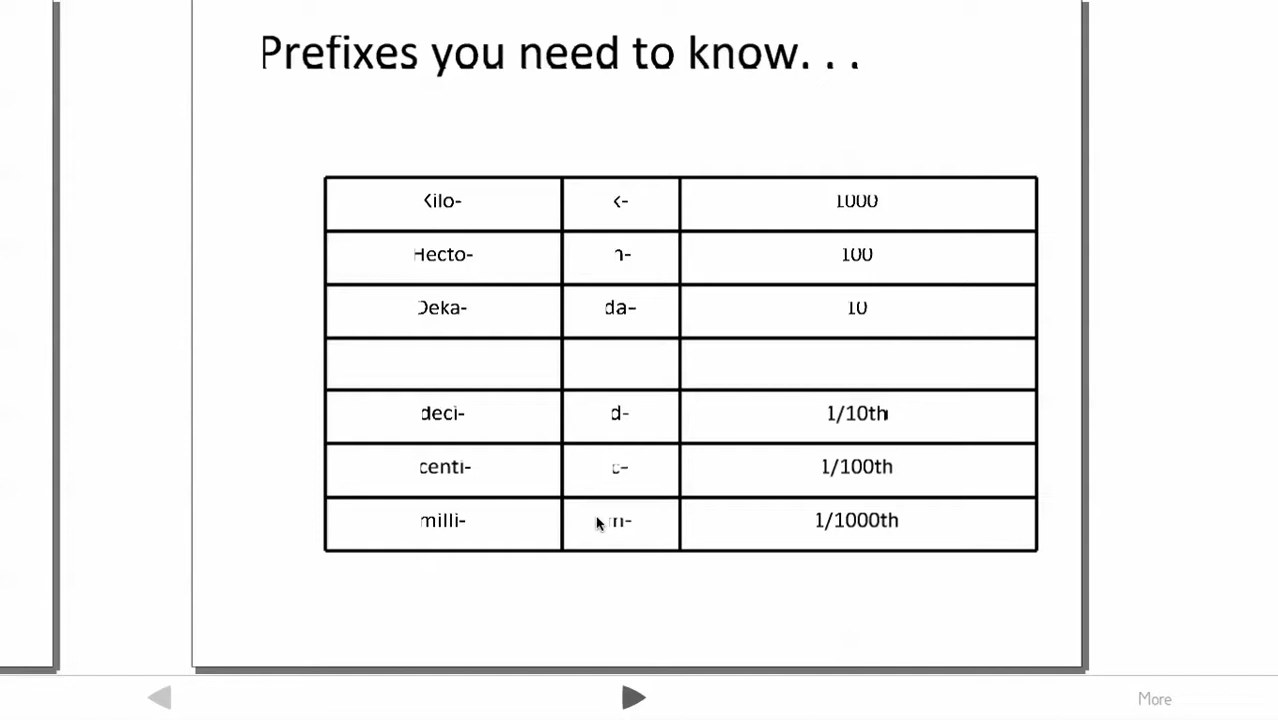 Prefixes you need to know. . .
Kilo- k- 1000
Hecto- h- 100
Deka- da- 10
deci- d- 1/10th
centi- c- 1/100th
milli- m- 1/1000th
More